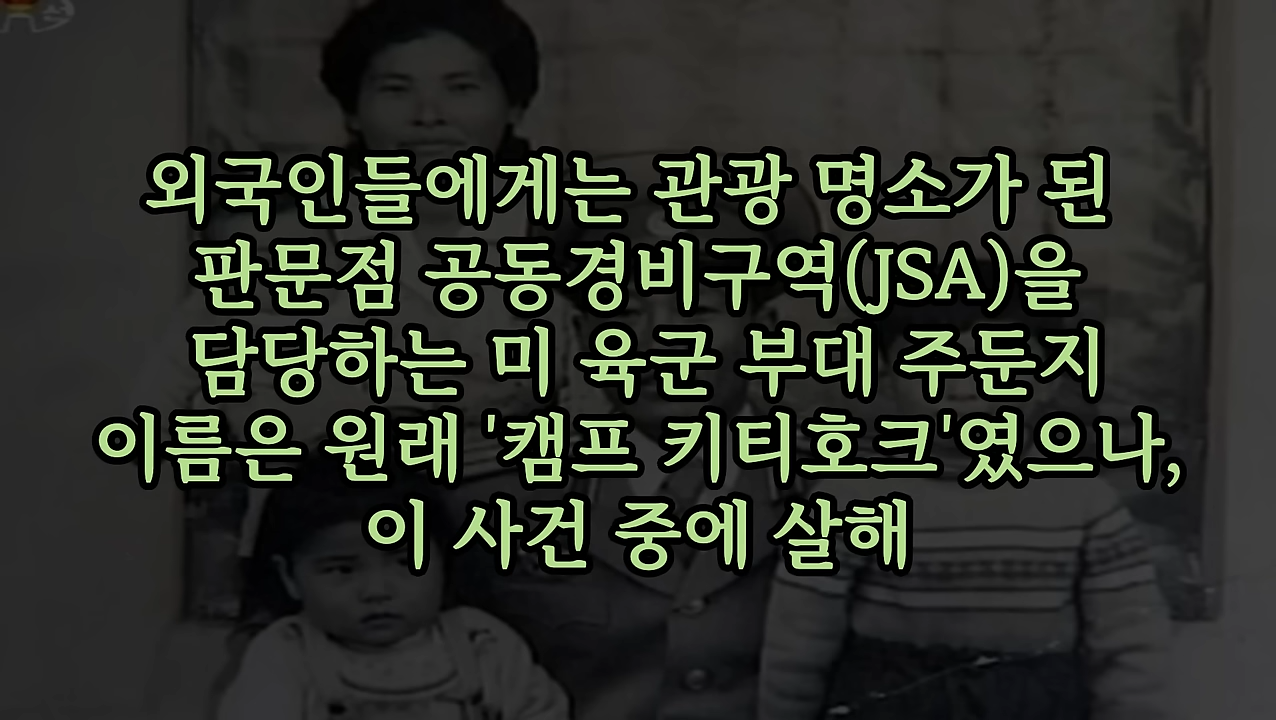 외국인들에게는 관광 명소가 된
판문점 공동경비구역(JSA)을
담당하는 미 육군 부대 주둔지
이름은 원래 '캠프 키티호크'였으나,
이 사건 중에 살해